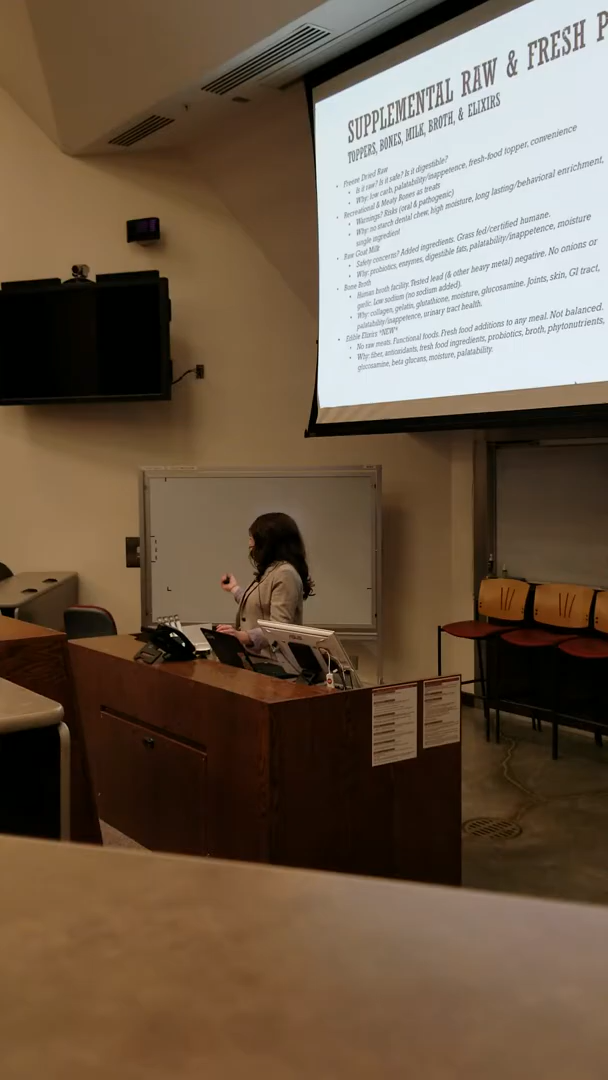 SUPPLEMENTAL RAW & FRESH P
TOPPERS, BONES, MILK, BROTH, & ELIXIRS
• Freeze Dried Raw
• Is it raw? Is it safe? Is it digestible?
• Why: low carb, palatability/inappetence, fresh-food topper, convenience
• Recreational & Meaty Bones as treats
• Warnings? Risks (oral & pathogenic)
• Why: no starch dental chew, high moisture, long lasting/behavioral enrichment,
single ingredient
• Raw Goat Milk
• Safety concerns? Added ingredients. Grass fed/certified humane.
• Why: probiotics, enzymes, digestible fats, palatability/inappetence, moisture
• Bone Broth
• Human broth facility. Tested lead (& other heavy metal) negative. No onions or
garlic. Low sodium (no sodium added).
• Why: collagen, gelatin, glutathione, moisture, glucosamine. Joints, skin, GI tract,
palatability/inappetence, urinary tract health.
• Edible Elixirs *NEW*
• No raw meats. Functional foods. Fresh food additions to any meal. Not balanced.
• Why: fiber, antioxidants, fresh food ingredients, probiotics, broth, phytonutrients,
glucosamine, beta glucans, moisture, palatability.